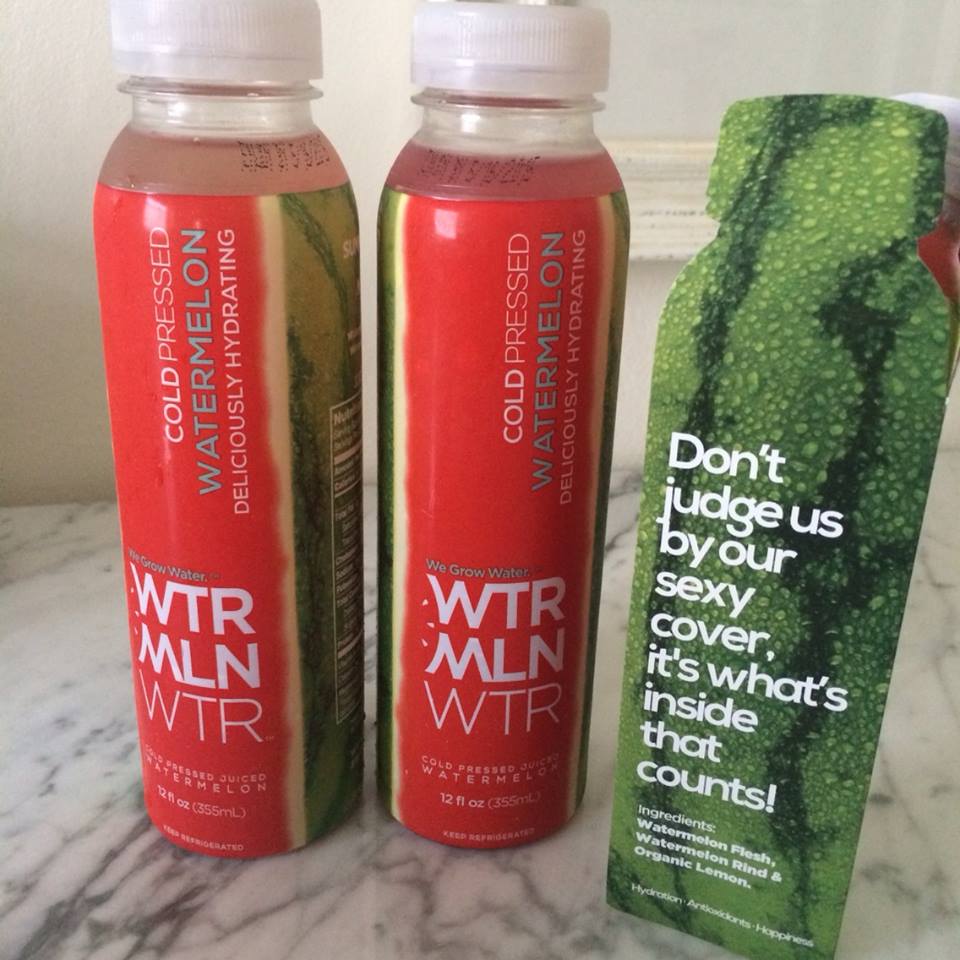 COLD PRESSED
WATERMELON
DELICIOUSLY HYDRATING
We Grow Water.™
WTR
MLN
WTR™
COLD PRESSED JUICED
WATERMELON
12 fl oz (355mL)
KEEP REFRIGERATED
COLD PRESSED
WATERMELON
DELICIOUSLY HYDRATING
We Grow Water.™
WTR
MLN
WTR
COLD PRESSED JUICED
WATERMELON
12 fl oz (355mL)
KEEP REFRIGERATED
Don't
judge us
by our
sexy
cover,
it's what's
inside
that
counts!
Ingredients:
Watermelon Flesh,
Watermelon Rind &
Organic Lemon.
Hydration · Antioxidants · Happiness